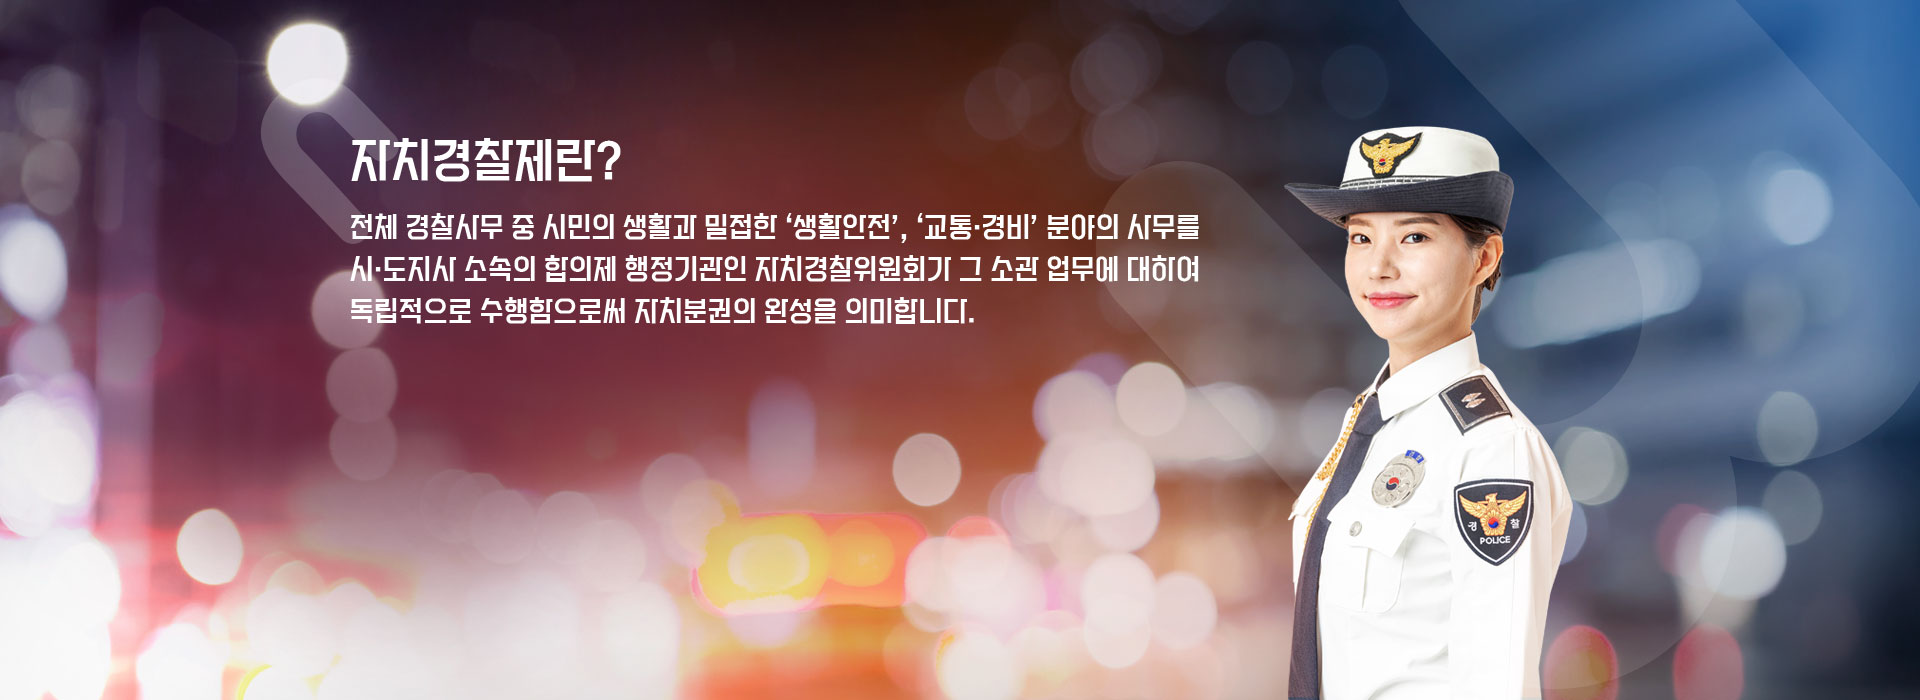 자치경찰제란?
전체 경찰사무 중 시민의 생활과 밀접한 ‘생활안전’, ‘교통·경비’ 분야의 사무를
시·도지사 소속의 합의제 행정기관인 자치경찰위원회가 그 소관 업무에 대하여
독립적으로 수행함으로써 자치분권의 완성을 의미합니다.
경찰
POLICE